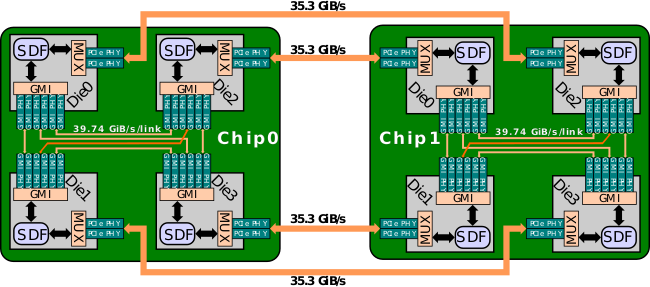 35.3 GiB/s
SDF
MUX
PCIe PHY
PCIe PHY
GMI
Die0
SDF
MUX
PCIe PHY
PCIe PHY
GMI
Die2
35.3 GiB/s
PCIe PHY
PCIe PHY
MUX
SDF
GMI
Die0
PCIe PHY
PCIe PHY
MUX
SDF
GMI
Die2
39.74 GiB/s/link
Chip0
Chip1
39.74 GiB/s/link
Die1
GMI
SDF
MUX
PCIe PHY
PCIe PHY
Die3
GMI
SDF
MUX
PCIe PHY
PCIe PHY
35.3 GiB/s
Die1
GMI
PCIe PHY
PCIe PHY
MUX
SDF
Die3
GMI
PCIe PHY
PCIe PHY
MUX
SDF
35.3 GiB/s